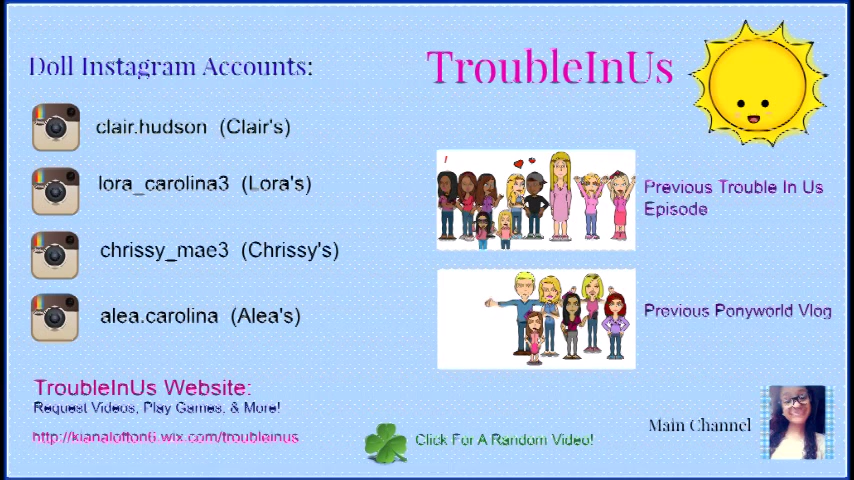 Doll Instagram Accounts:
TroubleInUs
clair.hudson (Clair's)
lora_carolina3 (Lora's)
chrissy_mae3 (Chrissy's)
alea.carolina (Alea's)
Previous Trouble In Us
Episode
Previous Ponyworld Vlog
TroubleInUs Website:
Request Videos, Play Games, & More!
http://kianalofton6.wix.com/troubleinus
Click For A Random Video!
Main Channel